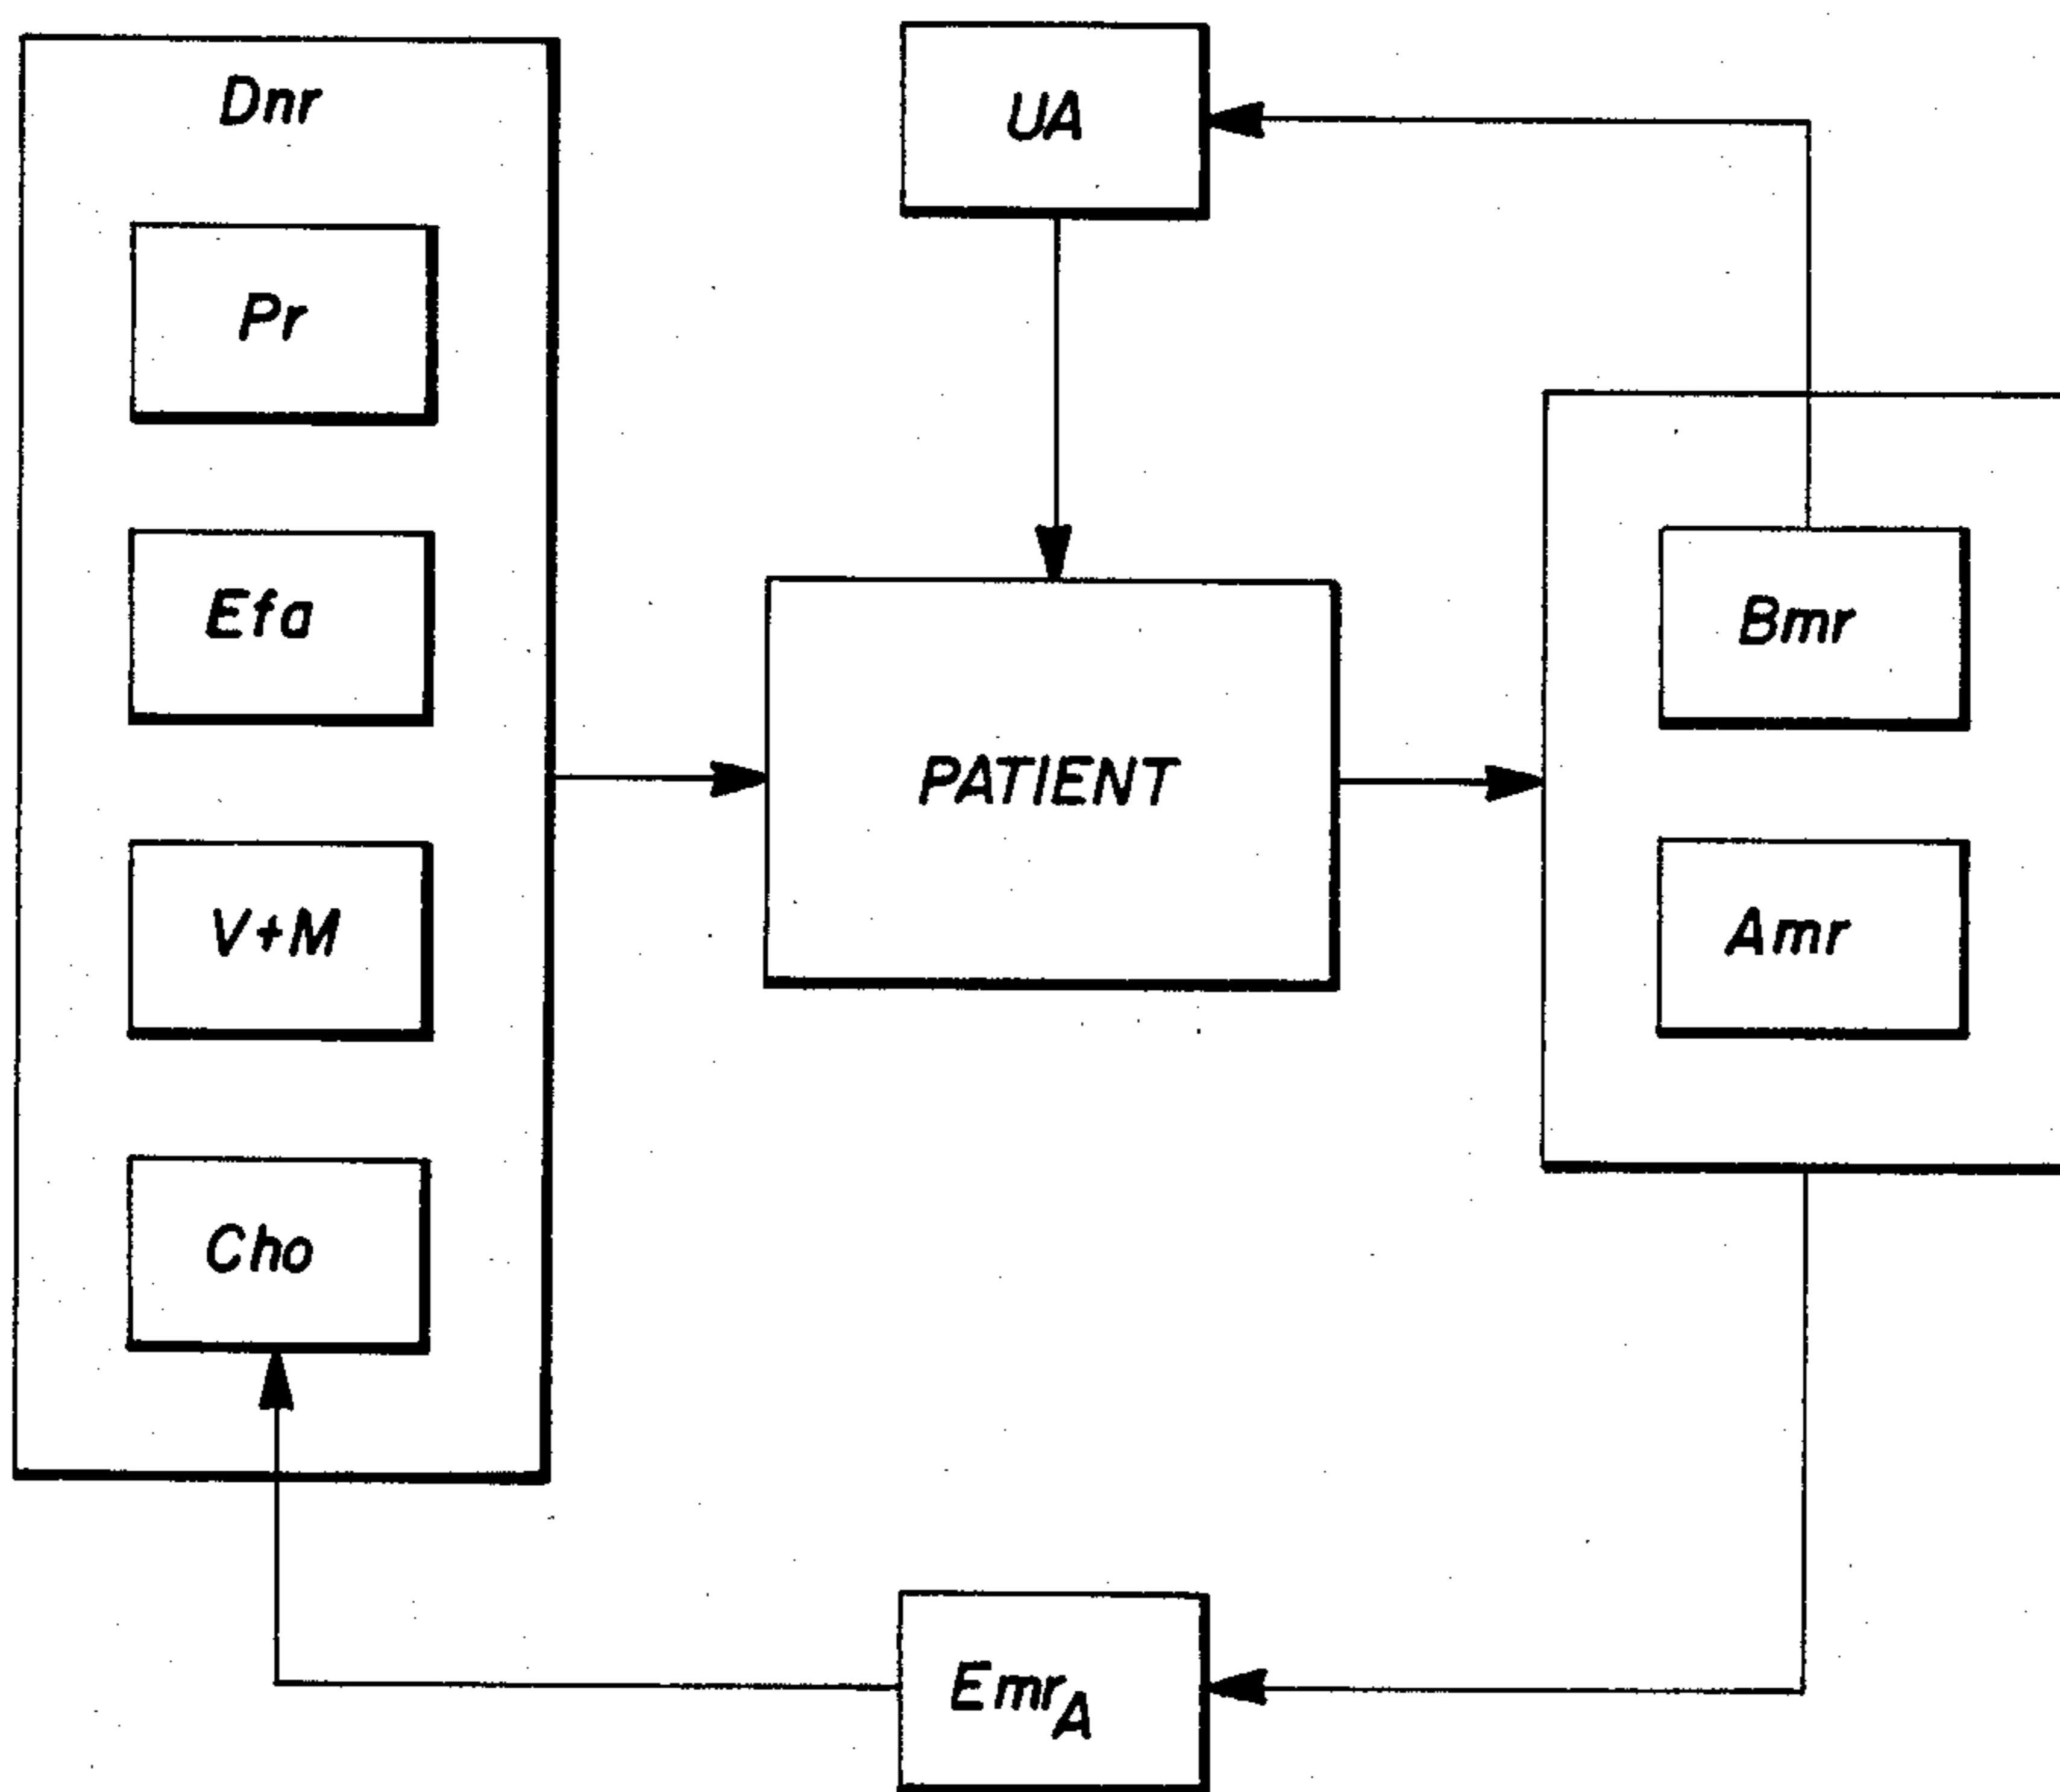 Dnr
UA
Pr
Efa
Bmr
PATIENT
V+M
Amr
Cho
EmrA